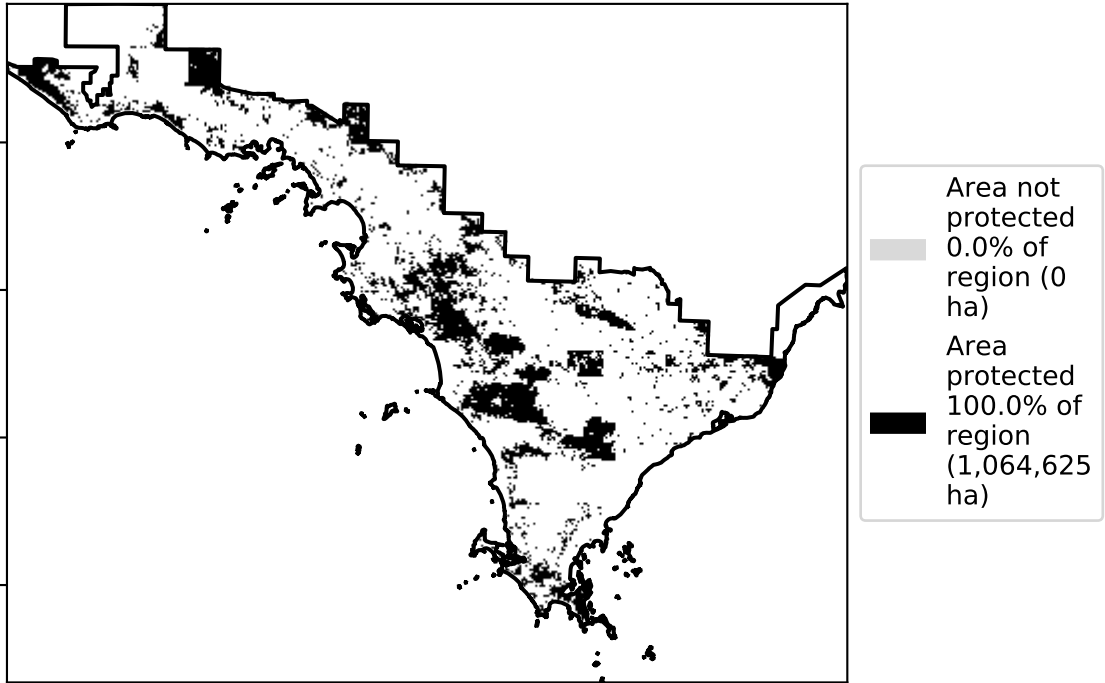 Area not
protected
0.0% of
region (0
ha)
Area
protected
100.0% of
region
(1,064,625
ha)